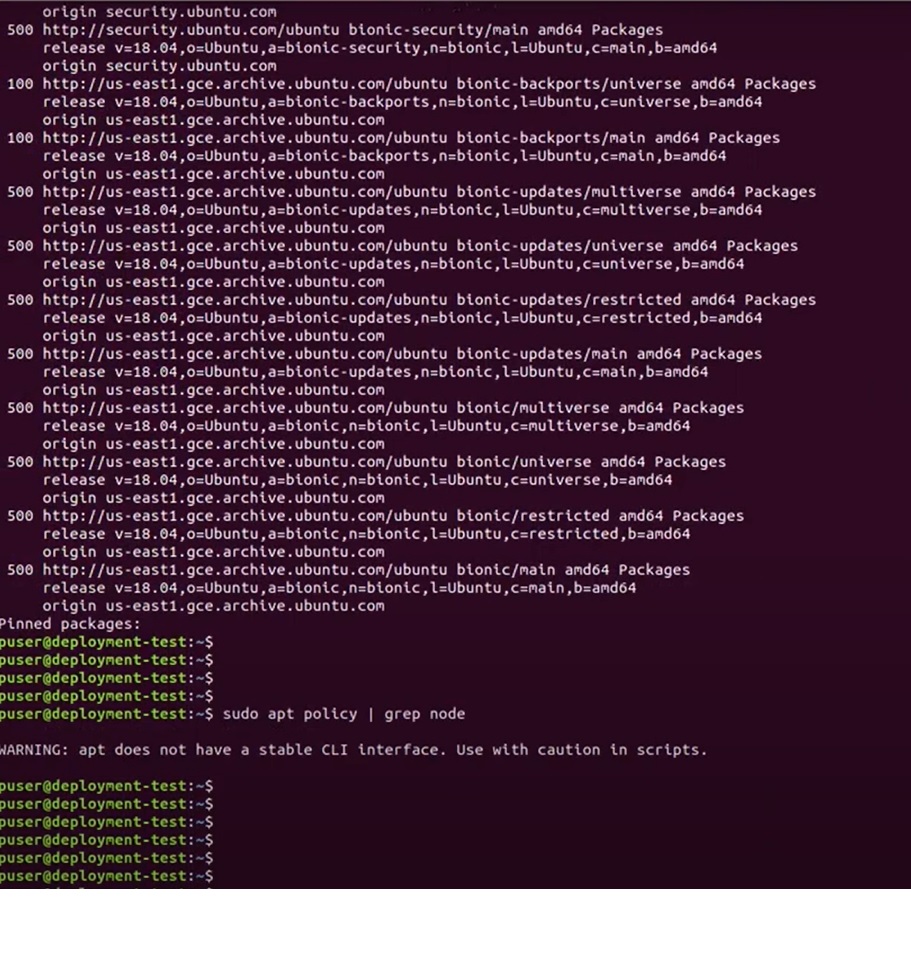 origin security.ubuntu.com
500 http://security.ubuntu.com/ubuntu bionic-security/main amd64 Packages
release v=18.04,o=Ubuntu,a=bionic-security,n=bionic,l=Ubuntu,c=main,b=amd64
origin security.ubuntu.com
100 http://us-east1.gce.archive.ubuntu.com/ubuntu bionic-backports/universe amd64 Packages
release v=18.04,o=Ubuntu,a=bionic-backports,n=bionic,l=Ubuntu,c=universe,b=amd64
origin us-east1.gce.archive.ubuntu.com
100 http://us-east1.gce.archive.ubuntu.com/ubuntu bionic-backports/main amd64 Packages
release v=18.04,o=Ubuntu,a=bionic-backports,n=bionic,l=Ubuntu,c=main,b=amd64
origin us-east1.gce.archive.ubuntu.com
500 http://us-east1.gce.archive.ubuntu.com/ubuntu bionic-updates/multiverse amd64 Packages
release v=18.04,o=Ubuntu,a=bionic-updates,n=bionic,l=Ubuntu,c=multiverse,b=amd64
origin us-east1.gce.archive.ubuntu.com
500 http://us-east1.gce.archive.ubuntu.com/ubuntu bionic-updates/universe amd64 Packages
release v=18.04,o=Ubuntu,a=bionic-updates,n=bionic,l=Ubuntu,c=universe,b=amd64
origin us-east1.gce.archive.ubuntu.com
500 http://us-east1.gce.archive.ubuntu.com/ubuntu bionic-updates/restricted amd64 Packages
release v=18.04,o=Ubuntu,a=bionic-updates,n=bionic,l=Ubuntu,c=restricted,b=amd64
origin us-east1.gce.archive.ubuntu.com
500 http://us-east1.gce.archive.ubuntu.com/ubuntu bionic-updates/main amd64 Packages
release v=18.04,o=Ubuntu,a=bionic-updates,n=bionic,l=Ubuntu,c=main,b=amd64
origin us-east1.gce.archive.ubuntu.com
500 http://us-east1.gce.archive.ubuntu.com/ubuntu bionic/multiverse amd64 Packages
release v=18.04,o=Ubuntu,a=bionic,n=bionic,l=Ubuntu,c=multiverse,b=amd64
origin us-east1.gce.archive.ubuntu.com
500 http://us-east1.gce.archive.ubuntu.com/ubuntu bionic/universe amd64 Packages
release v=18.04,o=Ubuntu,a=bionic,n=bionic,l=Ubuntu,c=universe,b=amd64
origin us-east1.gce.archive.ubuntu.com
500 http://us-east1.gce.archive.ubuntu.com/ubuntu bionic/restricted amd64 Packages
release v=18.04,o=Ubuntu,a=bionic,n=bionic,l=Ubuntu,c=restricted,b=amd64
origin us-east1.gce.archive.ubuntu.com
500 http://us-east1.gce.archive.ubuntu.com/ubuntu bionic/main amd64 Packages
release v=18.04,o=Ubuntu,a=bionic,n=bionic,l=Ubuntu,c=main,b=amd64
origin us-east1.gce.archive.ubuntu.com
Pinned packages:
puser@deployment-test:~$
puser@deployment-test:~$
puser@deployment-test:~$
puser@deployment-test:~$
puser@deployment-test:~$ sudo apt policy | grep node
WARNING: apt does not have a stable CLI interface. Use with caution in scripts.
puser@deployment-test:~$
puser@deployment-test:~$
puser@deployment-test:~$
puser@deployment-test:~$
puser@deployment-test:~$
puser@deployment-test:~$